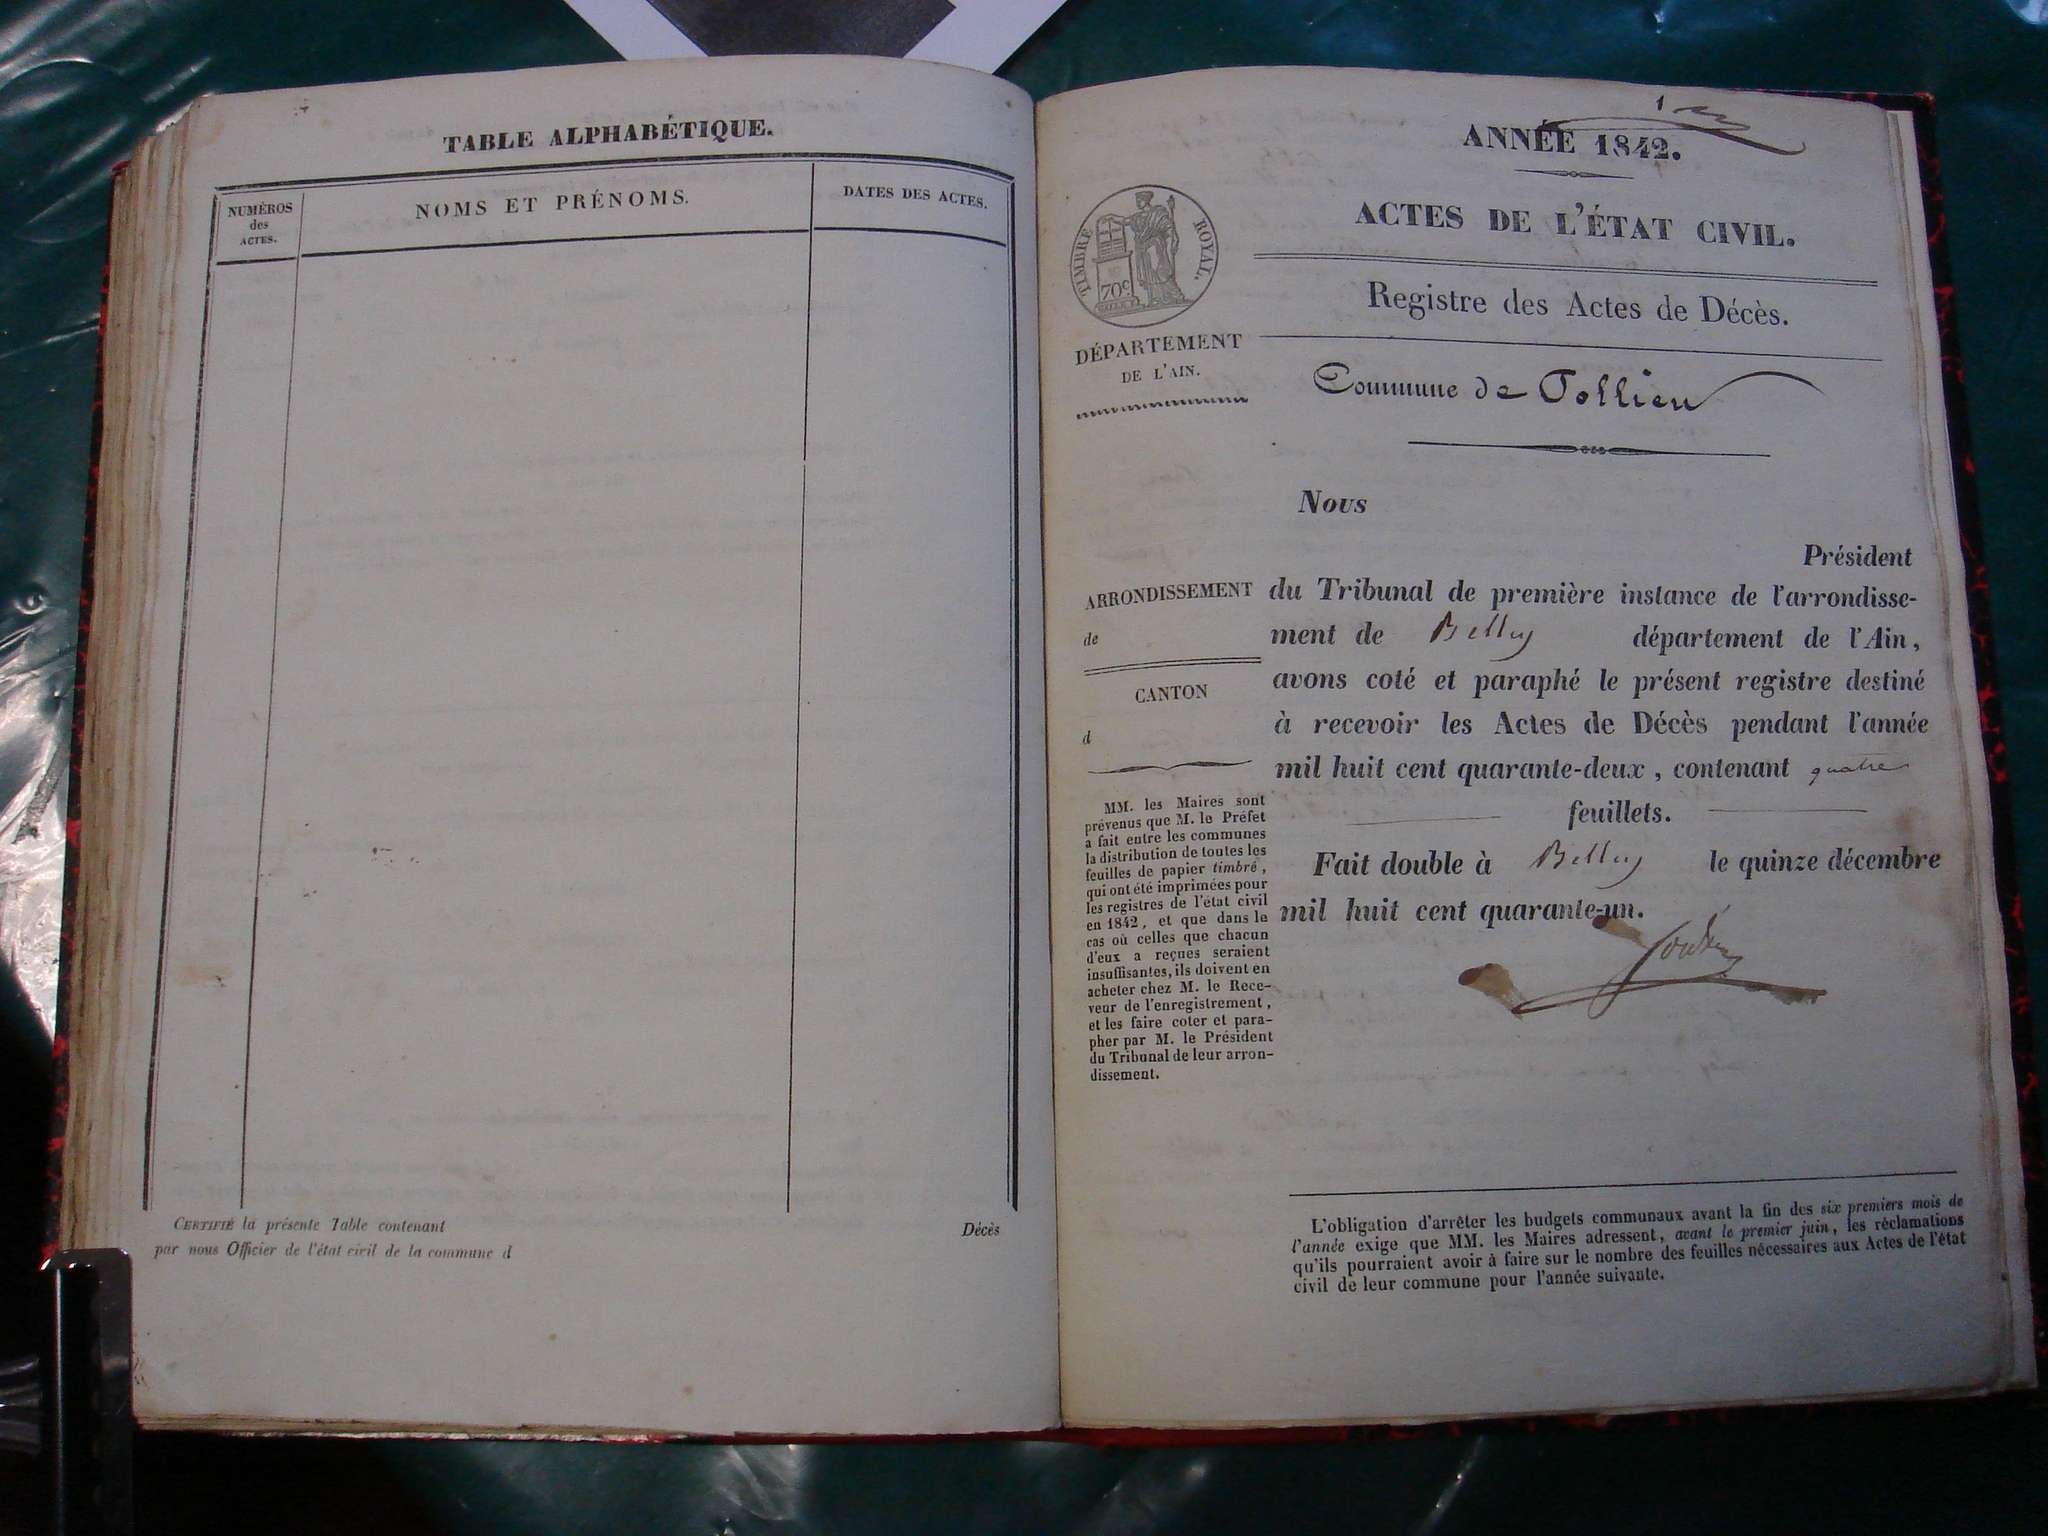 TABLE ALPHABÉTIQUE.
NUMÉROS
des
ACTES.
NOMS ET PRÉNOMS.
DATES DES ACTES.
CERTIFIÉ la présente Table contenant
Décès
par nous Officier de l'état civil de la commune d
1
ANNÉE 1842.
ACTES DE L'ÉTAT CIVIL.
TIMBRE ROYAL.
70c
Registre des Actes de Décès.
DÉPARTEMENT
DE L'AIN.
Commune de Pollieu
Nous
Président
ARRONDISSEMENT
de
CANTON
d
du Tribunal de première instance de l'arrondisse-
ment de Belley département de l'Ain,
avons coté et paraphé le présent registre destiné
à recevoir les Actes de Décès pendant l'année
mil huit cent quarante-deux, contenant quatre
feuillets.
Fait double à Belley le quinze décembre
mil huit cent quarante-un.
MM. les Maires sont
prévenus que M. le Préfet
a fait entre les communes
la distribution de toutes les
feuilles de papier timbré,
qui ont été imprimées pour
les registres de l'état civil
en 1842, et que dans le
cas où celles que chacun
d'eux a reçues seraient
insuffisantes, ils doivent en
acheter chez M. le Rece-
veur de l'enregistrement,
et les faire coter et para-
pher par M. le Président
du Tribunal de leur arron-
dissement.
L'obligation d'arrêter les budgets communaux avant la fin des six premiers mois de
l'année exige que MM. les Maires adressent, avant le premier juin, les réclamations
qu'ils pourraient avoir à faire sur le nombre des feuilles nécessaires aux Actes de l'état
civil de leur commune pour l'année suivante.